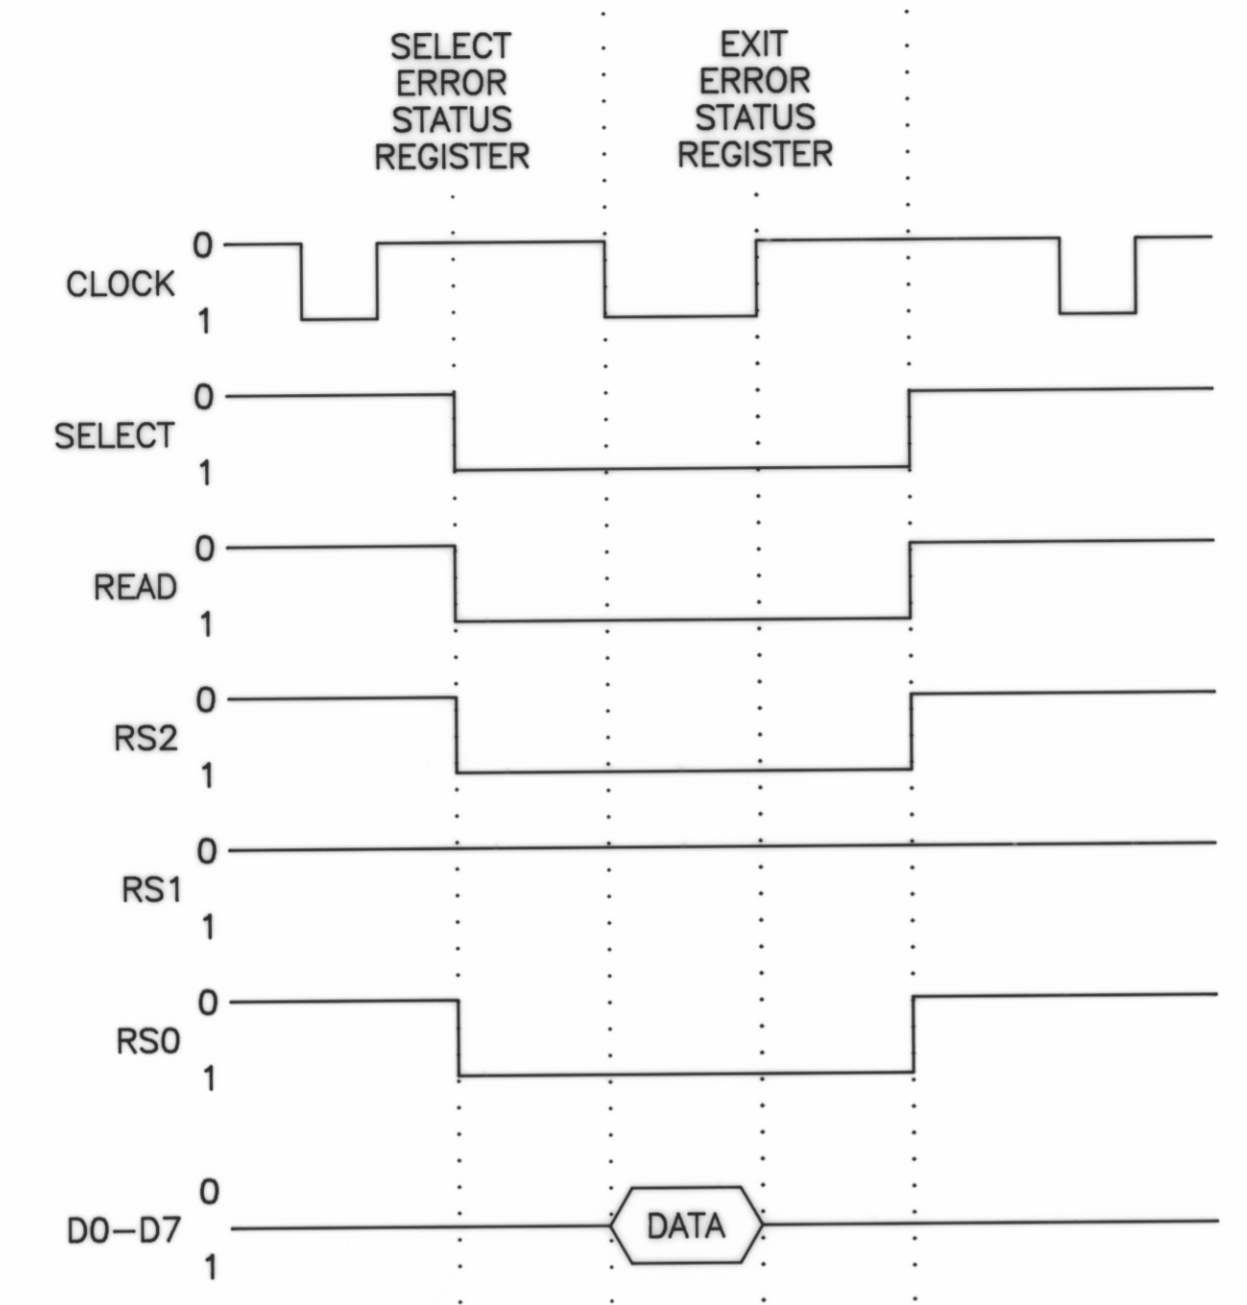 SELECT
ERROR
STATUS
REGISTER
EXIT
ERROR
STATUS
REGISTER
0
CLOCK
1
0
SELECT
1
0
READ
1
0
RS2
1
0
RS1
1
0
RS0
1
0
D0-D7
DATA
1